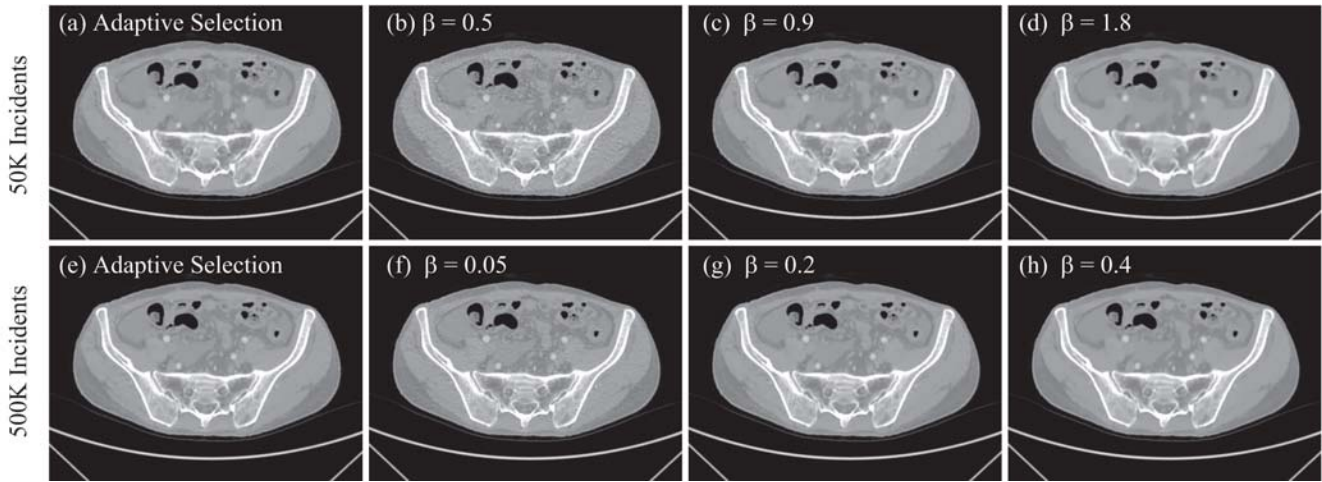 50K Incidents
(a) Adaptive Selection
(b) β = 0.5
(c) β = 0.9
(d) β = 1.8
500K Incidents
(e) Adaptive Selection
(f) β = 0.05
(g) β = 0.2
(h) β = 0.4